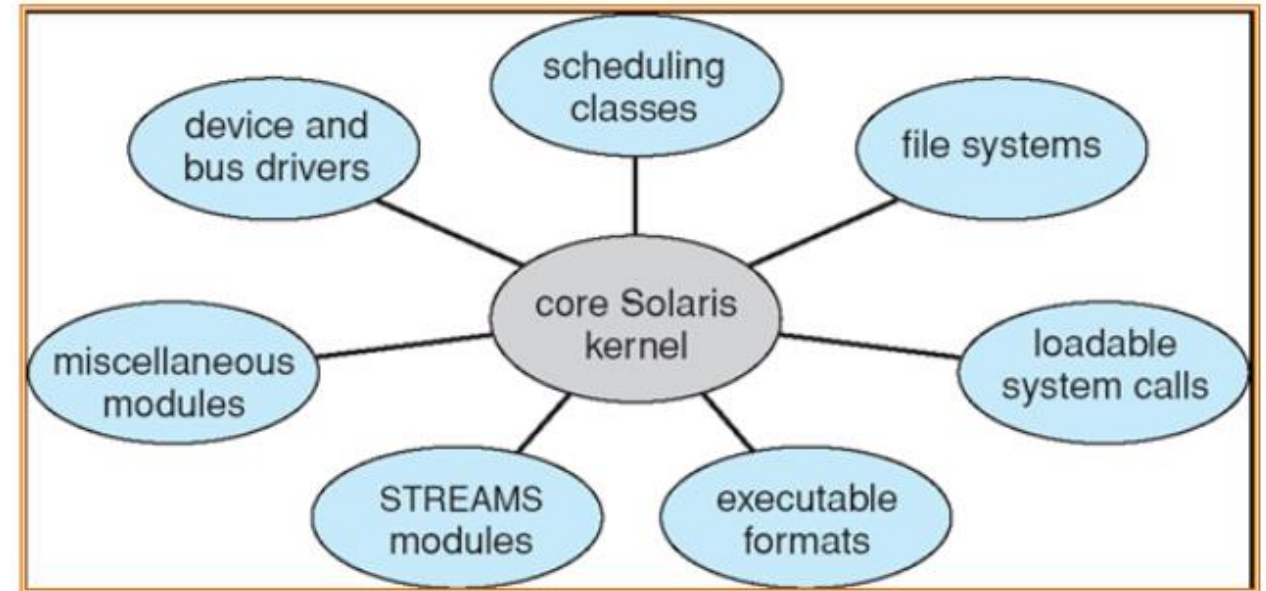 scheduling
classes
device and
bus drivers
file systems
core Solaris
kernel
miscellaneous
modules
loadable
system calls
STREAMS
modules
executable
formats